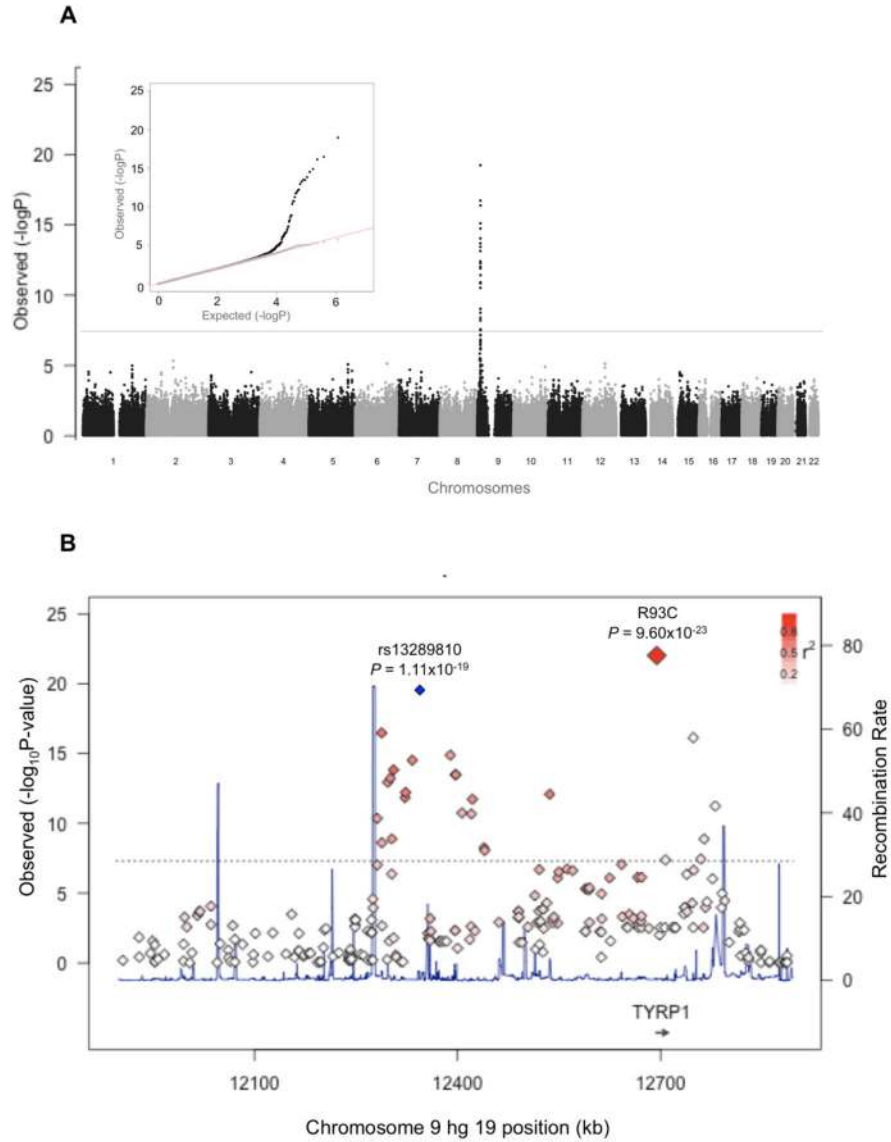 A
Observed (-logP)
25
20
15
10
5
0
Observed (-logP)
25
20
15
10
5
0
0 2 4 6
Expected (-logP)
1 2 3 4 5 6 7 8 9 10 11 12 13 14 15 16 17 18 19 20 21 22
Chromosomes
B
Observed (-log10P-value)
25
20
15
10
5
0
rs13289810
P = 1.11x10-19
R93C
P = 9.60x10-23
0.8
0.5
0.2
r2
80
60
40
20
0
Recombination Rate
TYRP1
12100 12400 12700
Chromosome 9 hg 19 position (kb)